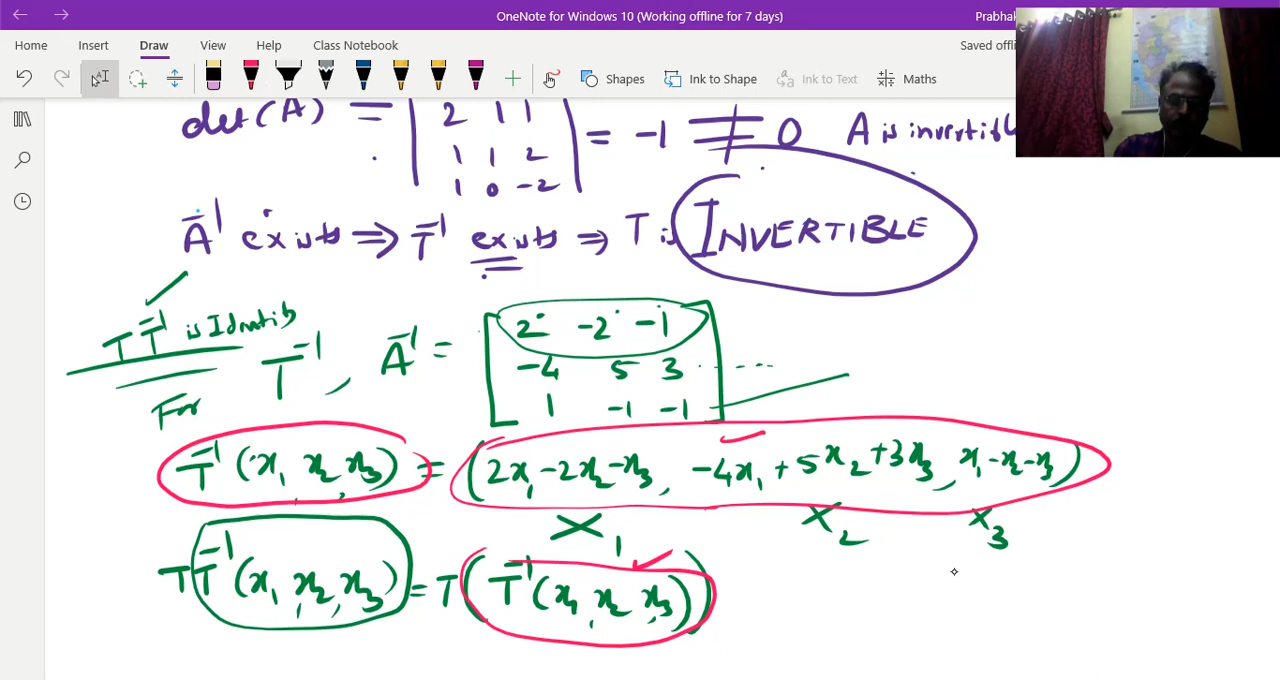 OneNote for Windows 10 (Working offline for 7 days)
Prabhak
Home Insert Draw View Help Class Notebook
Saved offli
Shapes Ink to Shape Ink to Text Maths
det(A) = | 2 1 1
1 1 2
1 0 -2 | = -1 ≠ 0 A is invertible
A⁻¹ exists ⇒ T⁻¹ exists ⇒ T is INVERTIBLE
T T⁻¹ is Identity
For T⁻¹, A⁻¹ = [ 2 -2 -1
-4 5 3 .....
1 -1 -1 ]
T⁻¹(x₁, x₂, x₃) = (2x₁-2x₂-x₃, -4x₁+5x₂+3x₃, x₁-x₂-x₃)
X₁ X₂ X₃
TT⁻¹(x₁, x₂, x₃) = T(T⁻¹(x₁, x₂, x₃))